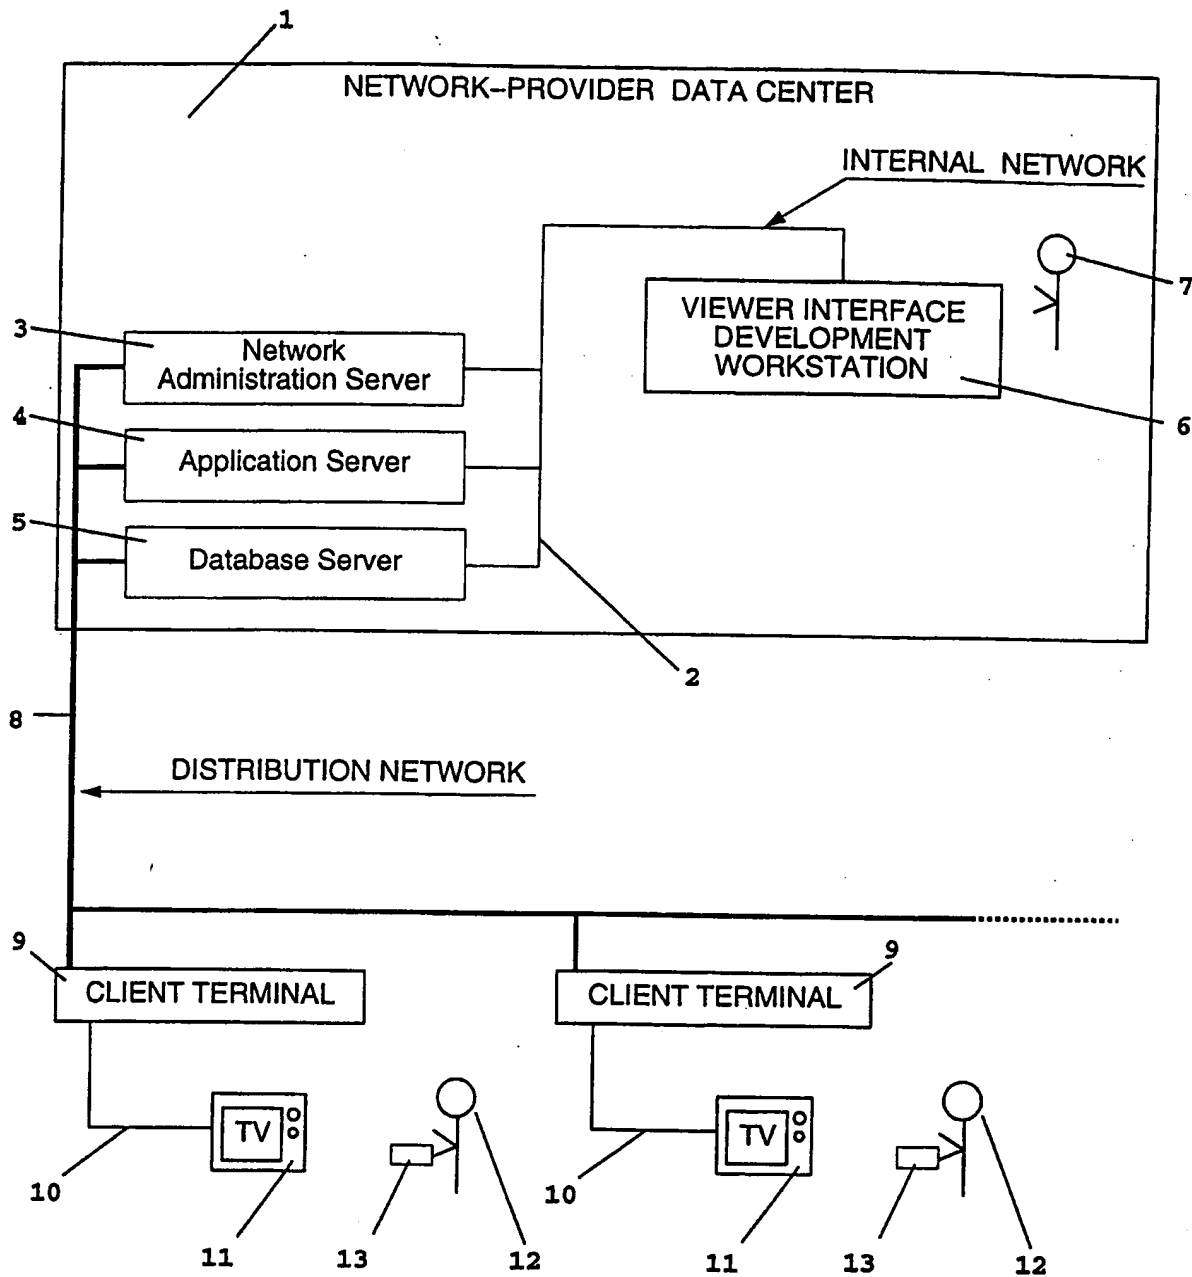 1
NETWORK-PROVIDER DATA CENTER
INTERNAL NETWORK
7
VIEWER INTERFACE
DEVELOPMENT
WORKSTATION
6
3
Network
Administration Server
4
Application Server
5
Database Server
2
8
DISTRIBUTION NETWORK
9
CLIENT TERMINAL
9
CLIENT TERMINAL
TV
TV
10
11
13
12
10
11
13
12